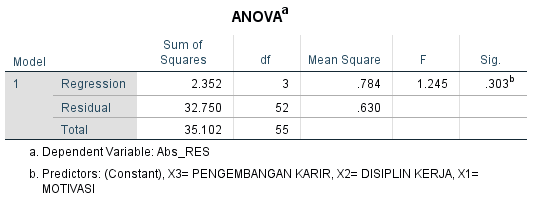 ANOVAa
Sum of
Squares df Mean Square F Sig.
Model
1 Regression 2.352 3 .784 1.245 .303b
Residual 32.750 52 .630
Total 35.102 55
a. Dependent Variable: Abs_RES
b. Predictors: (Constant), X3= PENGEMBANGAN KARIR, X2= DISIPLIN KERJA, X1=
MOTIVASI